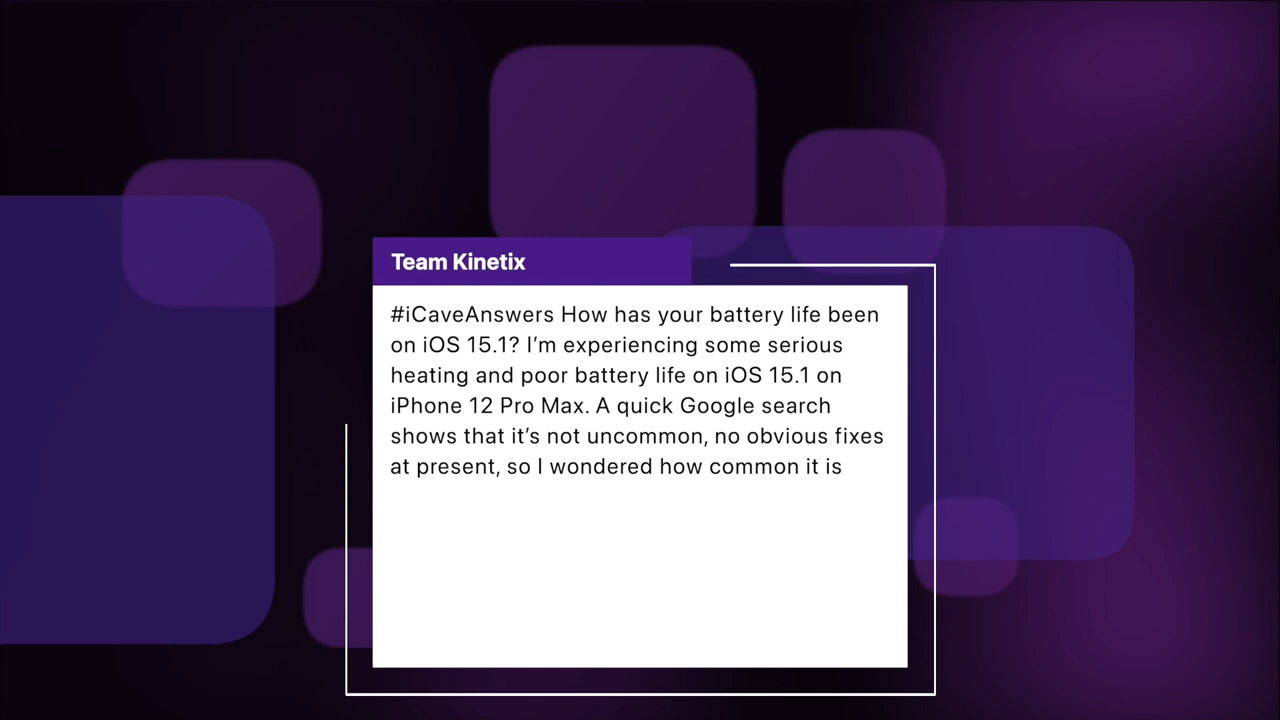 Team Kinetix
#iCaveAnswers How has your battery life been
on iOS 15.1? I’m experiencing some serious
heating and poor battery life on iOS 15.1 on
iPhone 12 Pro Max. A quick Google search
shows that it’s not uncommon, no obvious fixes
at present, so I wondered how common it is